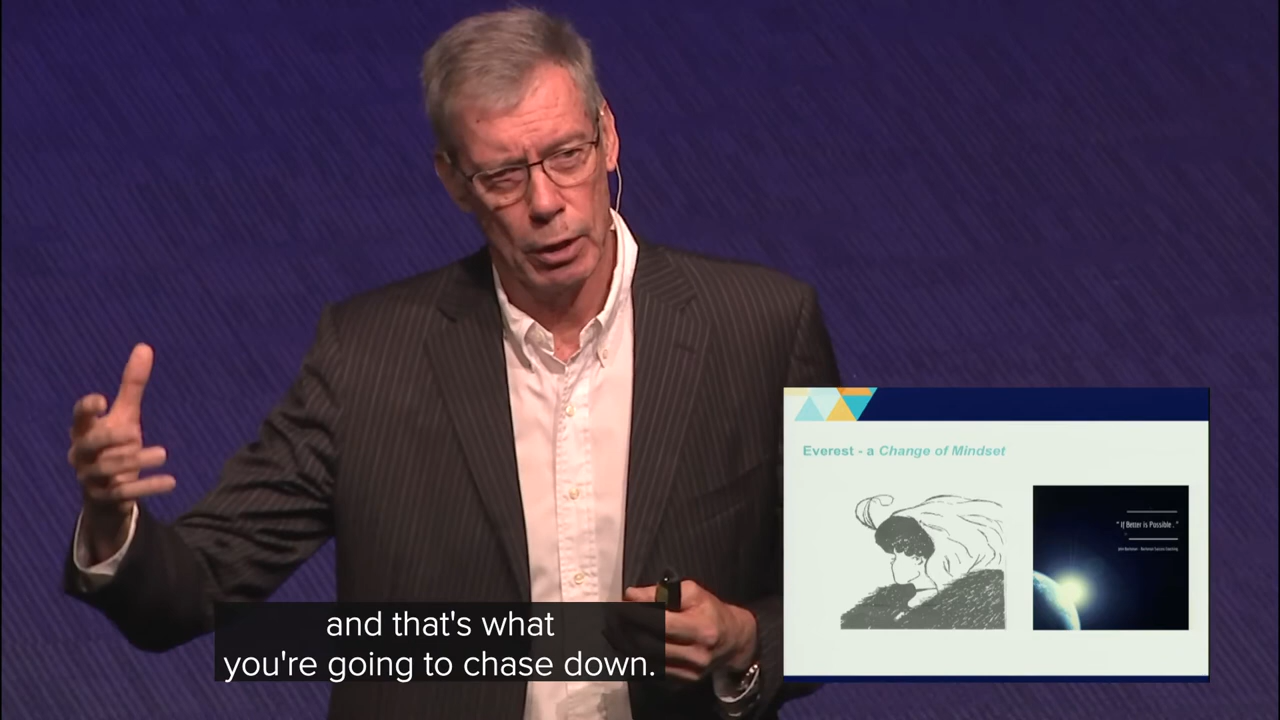 Everest - a Change of Mindset
" If Better is Possible . "
and that's what
you're going to chase down.